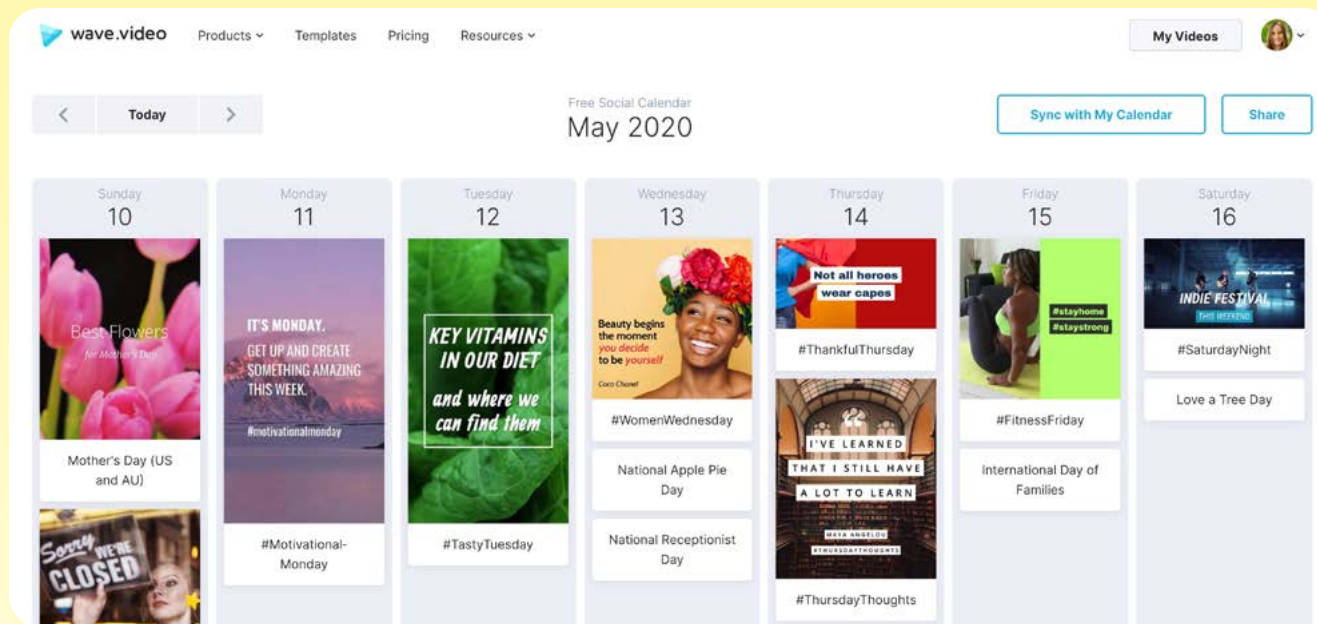 wave.video
Products
Templates
Pricing
Resources
My Videos
Today
Free Social Calendar
May 2020
Sync with My Calendar
Share
Sunday
10
Best Flowers
for Mother's Day
Mother's Day (US
and AU)
Sorry
WE'RE
CLOSED
Monday
11
IT'S MONDAY.
GET UP AND CREATE
SOMETHING AMAZING
THIS WEEK.
#motivationalmonday
#Motivational-
Monday
Tuesday
12
KEY VITAMINS
IN OUR DIET
and where we
can find them
#TastyTuesday
Wednesday
13
Beauty begins
the moment
you decide
to be yourself
Coco Chanel
#WomenWednesday
National Apple Pie
Day
National Receptionist
Day
Thursday
14
Not all heroes
wear capes
#ThankfulThursday
I'VE LEARNED
THAT I STILL HAVE
A LOT TO LEARN
MAYA ANGELOU
#THURSDAYTHOUGHTS
#ThursdayThoughts
Friday
15
#stayhome
#staystrong
#FitnessFriday
International Day of
Families
Saturday
16
INDIE FESTIVAL
THIS WEEKEND
#SaturdayNight
Love a Tree Day